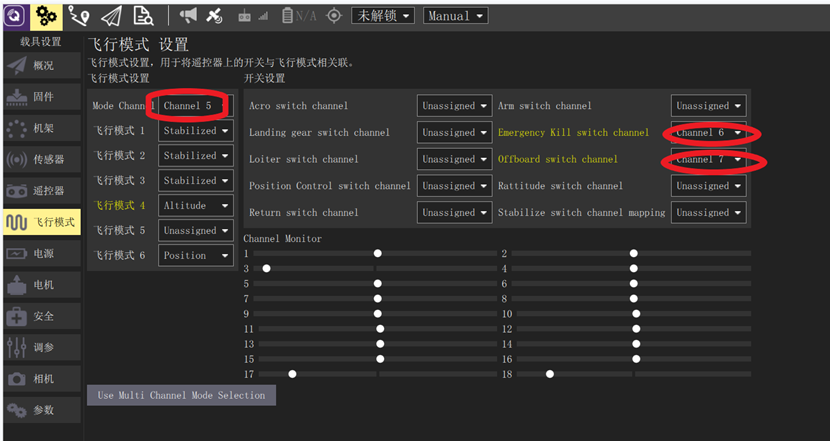 N/A 未解锁 Manual
载具设置
概况
固件
机架
传感器
遥控器
飞行模式
电源
电机
安全
调参
相机
参数
飞行模式 设置
飞行模式设置，用于将遥控器上的开关与飞行模式相关联。
飞行模式设置
Mode Channel Channel 5
飞行模式 1 Stabilized
飞行模式 2 Stabilized
飞行模式 3 Stabilized
飞行模式 4 Altitude
飞行模式 5 Unassigned
飞行模式 6 Position
开关设置
Acro switch channel Unassigned Arm switch channel Unassigned
Landing gear switch channel Unassigned Emergency Kill switch channel Channel 6
Loiter switch channel Unassigned Offboard switch channel Channel 7
Position Control switch channel Unassigned Rattitude switch channel Unassigned
Return switch channel Unassigned Stabilize switch channel mapping Unassigned
Channel Monitor
1 2
3 4
5 6
7 8
9 10
11 12
13 14
15 16
17 18
Use Multi Channel Mode Selection